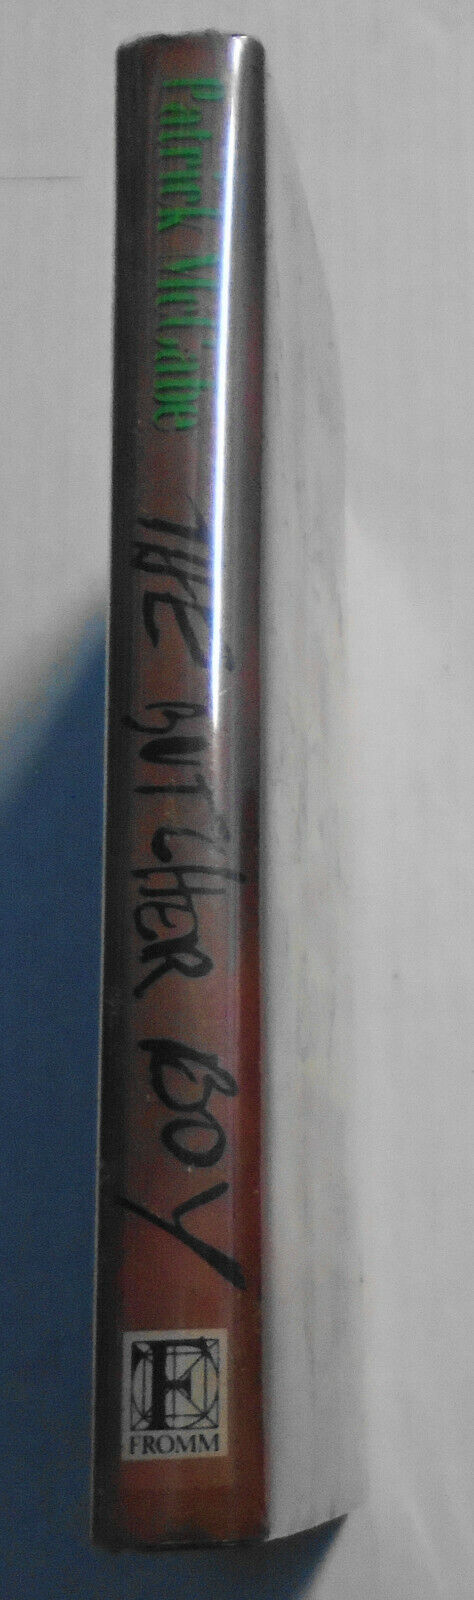 Patrick McCabe
THE BUTCHER BOY
F
FROMM